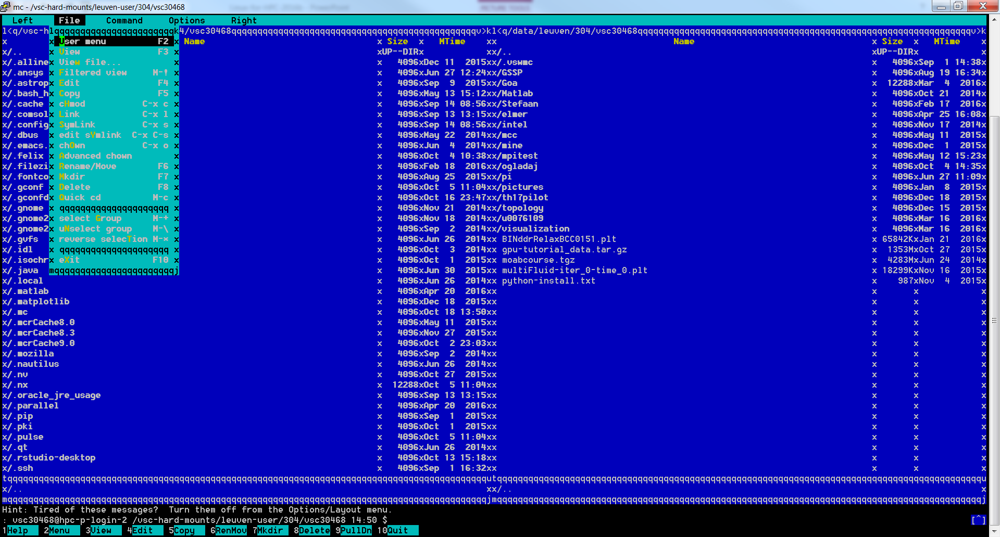 mc - /vsc-hard-mounts/leuven-user/304/vsc30468
Left File Command Options Right
l<q/vsc-hlqqqqqqqqqqqqqqqqqqqqqqqk4/vsc30468qqqqqqqqqqqqqqqqqqqqqqqqqqqqqqqqqqqqqqqqqqqqqqqv>kl<q/data/leuven/304/vsc30468qqqqqqqqqqqqqqqqqqqqqqqqqqqqqqqqqqqqqqqqqqqqqqqqqqqqqqqqqqqqqqqqv>k
x x User menu F2 x Name x Size x MTime xx Name x Size x MTime x
x/.. x View F3 x xUP--DIRx xx/.. xUP--DIRx x
x/.alline x View file... x x 4096xDec 11 2015xx/.vswmc x 4096xSep 1 14:38x
x/.ansys x Filtered view M-! x x 4096xJun 27 12:24xx/GSSP x 4096xAug 19 16:34x
x/.astrop x Edit F4 x x 4096xSep 9 2015xx/Goa x 12288xMar 4 2016x
x/.bash_h x Copy F5 x x 4096xMay 13 15:12xx/Matlab x 4096xOct 21 2014x
x/.cache x cHmod C-x c x x 4096xSep 14 08:56xx/Stefaan x 4096xFeb 17 2016x
x/.comsol x Link C-x l x x 4096xSep 13 13:15xx/elmer x 4096xApr 25 16:08x
x/.config x SymLink C-x s x x 4096xSep 14 08:56xx/intel x 4096xNov 17 2014x
x/.dbus x edit sYmlink C-x C-s x x 4096xMay 22 2014xx/mcc x 4096xMay 11 2015x
x/.emacs. x chOwn C-x o x x 4096xJun 4 2014xx/mine x 4096xDec 1 2015x
x/.felix x Advanced chown x x 4096xOct 4 10:38xx/mpitest x 4096xMay 12 15:23x
x/.filezi x Rename/Move F6 x x 4096xFeb 18 2016xx/ogladaj x 4096xOct 4 14:35x
x/.fontco x Mkdir F7 x x 4096xAug 25 2015xx/pi x 4096xJun 27 11:09x
x/.gconf x Delete F8 x x 4096xOct 5 11:04xx/pictures x 4096xJan 8 2015x
x/.gconfd x Quick cd M-c x x 4096xOct 16 23:47xx/th17pilot x 4096xDec 18 2015x
x/.gnome x qqqqqqqqqqqqqqqqqqqqq x x 4096xNov 21 2014xx/topology x 4096xDec 15 2015x
x/.gnome2 x select Group M-+ x x 4096xNov 18 2014xx/u0076109 x 4096xMar 16 2016x
x/.gnome2 x uNselect group M-\ x x 4096xSep 2 2014xx/visualization x 4096xMar 16 2016x
x/.gvfs x reverse selecTion M-* x x 4096xJun 26 2014xx BINddrRelaxBCC0151.plt x 65842KxJan 21 2016x
x/.idl x qqqqqqqqqqqqqqqqqqqqq x x 4096xOct 3 2014xx gpu-tutorial_data.tar.gz x 1353MxOct 27 2015x
x/.isochr x eXit F10 x x 4096xOct 1 2015xx moabcourse.tgz x 4283MxJun 24 2014x
x/.java mqqqqqqqqqqqqqqqqqqqqqqqj x 4096xJun 30 2015xx multiFluid-iter_0-time_0.plt x 18299KxNov 16 2015x
x/.local x 4096xJun 26 2014xx python-install.txt x 987xNov 4 2015x
x/.matlab x 4096xApr 20 2016xx x x x
x/.matplotlib x 4096xDec 18 2015xx x x x
x/.mc x 4096xOct 18 13:50xx x x x
x/.mcrCache8.0 x 4096xMay 11 2015xx x x x
x/.mcrCache8.3 x 4096xNov 27 2015xx x x x
x/.mcrCache9.0 x 4096xOct 2 23:03xx x x x
x/.mozilla x 4096xSep 2 2014xx x x x
x/.nautilus x 4096xJun 26 2014xx x x x
x/.nv x 4096xOct 27 2015xx x x x
x/.nx x 12288xOct 5 11:04xx x x x
x/.oracle_jre_usage x 4096xSep 13 13:15xx x x x
x/.parallel x 4096xApr 20 2016xx x x x
x/.pip x 4096xSep 1 2015xx x x x
x/.pki x 4096xOct 1 2015xx x x x
x/.pulse x 4096xOct 5 11:04xx x x x
x/.qt x 4096xJun 26 2014xx x x x
x/.rstudio-desktop x 4096xOct 13 15:18xx x x x
x/.ssh x 4096xSep 1 16:32xx x x x
tqqqqqqqqqqqqqqqqqqqqqqqqqqqqqqqqqqqqqqqqqqqqqqqqqqqqqqqqqqqqqqqqqqqqqqqqqqqqqqqqqqqqqqqqqqqqutqqqqqqqqqqqqqqqqqqqqqqqqqqqqqqqqqqqqqqqqqqqqqqqqqqqqqqqqqqqqqqqqqqqqqqqqqqqqqqqqqqqqqqqqqqqqqu
x/.. xx/.. x
mqqqqqqqqqqqqqqqqqqqqqqqqqqqqqqqqqqqqqqqqqqqqqqqqqqqqqqqqqqqqqqqqqqqqqqqqqqqqqqqqqqqqqqqqqqqqjmqqqqqqqqqqqqqqqqqqqqqqqqqqqqqqqqqqqqqqqqqqqqqqqqqqqqqqqqqqqqqqqqqqqqqqqqqqqqqqqqqqqqqqqqqqqqqj
Hint: Tired of these messages? Turn them off from the Options/Layout menu.
: vsc30468@hpc-p-login-2 /vsc-hard-mounts/leuven-user/304/vsc30468 14:50 $ [^]
1Help 2Menu 3View 4Edit 5Copy 6RenMov 7Mkdir 8Delete 9PullDn 10Quit